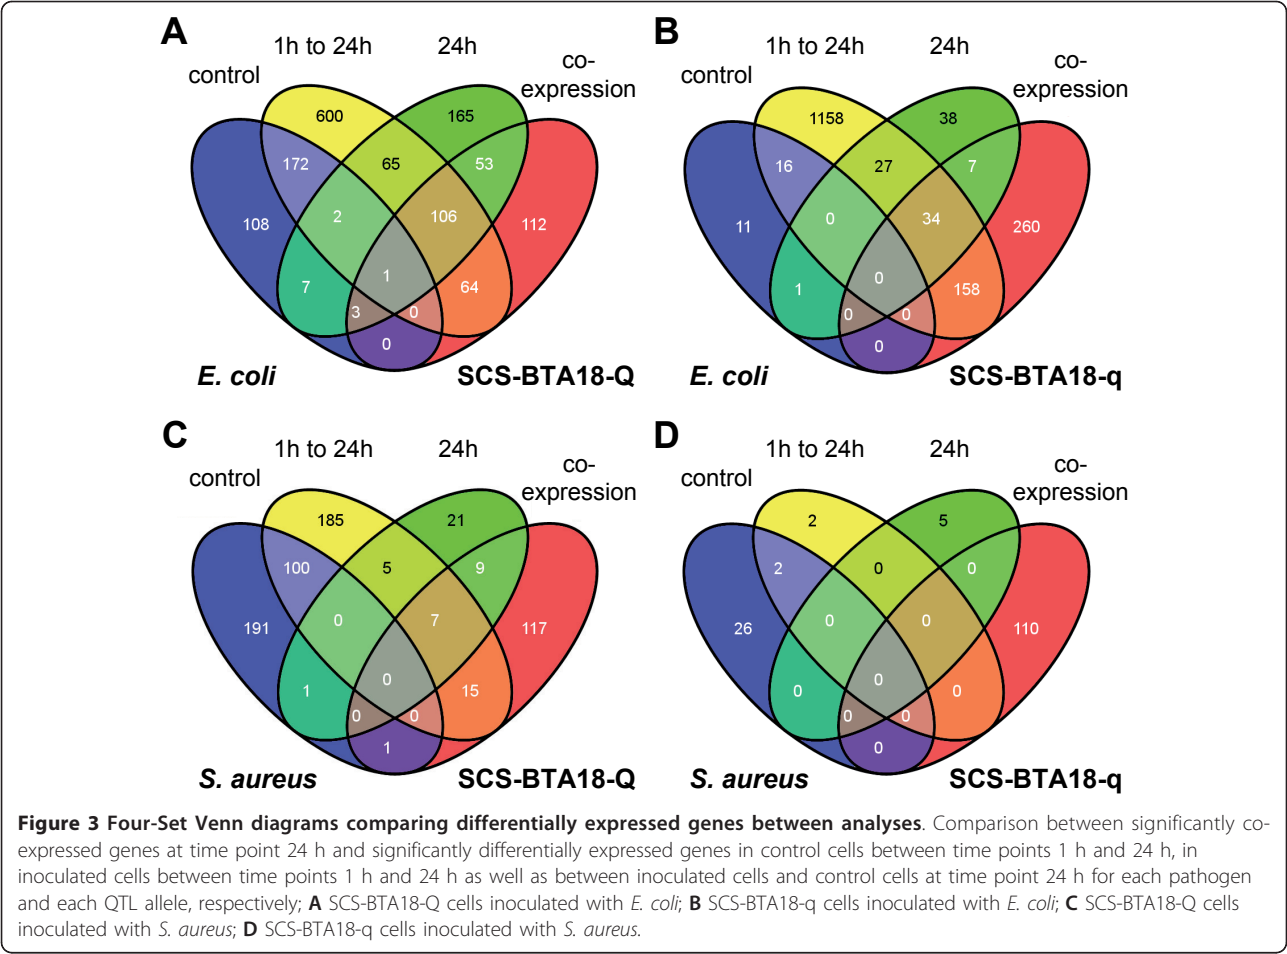 A
1h to 24h
24h
control
co-
expression
600
165
172
65
53
108
2
106
112
7
1
64
3
0
0
E. coli
SCS-BTA18-Q
B
1h to 24h
24h
control
co-
expression
1158
38
16
27
7
11
0
34
260
1
0
158
0
0
0
E. coli
SCS-BTA18-q
C
1h to 24h
24h
control
co-
expression
185
21
100
5
9
191
0
7
117
1
0
15
0
0
1
S. aureus
SCS-BTA18-Q
D
1h to 24h
24h
control
co-
expression
2
5
2
0
0
26
0
0
110
0
0
0
0
0
0
S. aureus
SCS-BTA18-q
Figure 3 Four-Set Venn diagrams comparing differentially expressed genes between analyses. Comparison between significantly co-
expressed genes at time point 24 h and significantly differentially expressed genes in control cells between time points 1 h and 24 h, in
inoculated cells between time points 1 h and 24 h as well as between inoculated cells and control cells at time point 24 h for each pathogen
and each QTL allele, respectively; A SCS-BTA18-Q cells inoculated with E. coli; B SCS-BTA18-q cells inoculated with E. coli; C SCS-BTA18-Q cells
inoculated with S. aureus; D SCS-BTA18-q cells inoculated with S. aureus.